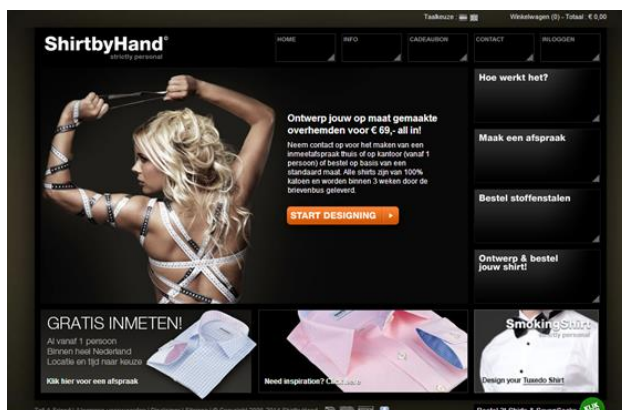 Taalkeuze :
Winkelwagen (0) - Totaal : € 0,00
ShirtbyHand®
strictly personal
HOME
INFO
CADEAUBON
CONTACT
INLOGGEN
Ontwerp jouw op maat gemaakte
overhemden voor € 69,- all in!
Neem contact op voor het maken van een
inmeetafspraak thuis of op kantoor (vanaf 1
persoon) of bestel op basis van een
standaard maat. Alle shirts zijn van 100%
katoen en worden binnen 3 weken door de
brievenbus geleverd.
START DESIGNING
Hoe werkt het?
Maak een afspraak
Bestel stoffenstalen
Ontwerp & bestel
jouw shirt!
GRATIS INMETEN!
Al vanaf 1 persoon
Binnen heel Nederland
Locatie en tijd naar keuze
Klik hier voor een afspraak
Need inspiration? Click here
SmokingShirt
strictly personal
Design your Tuxedo Shirt